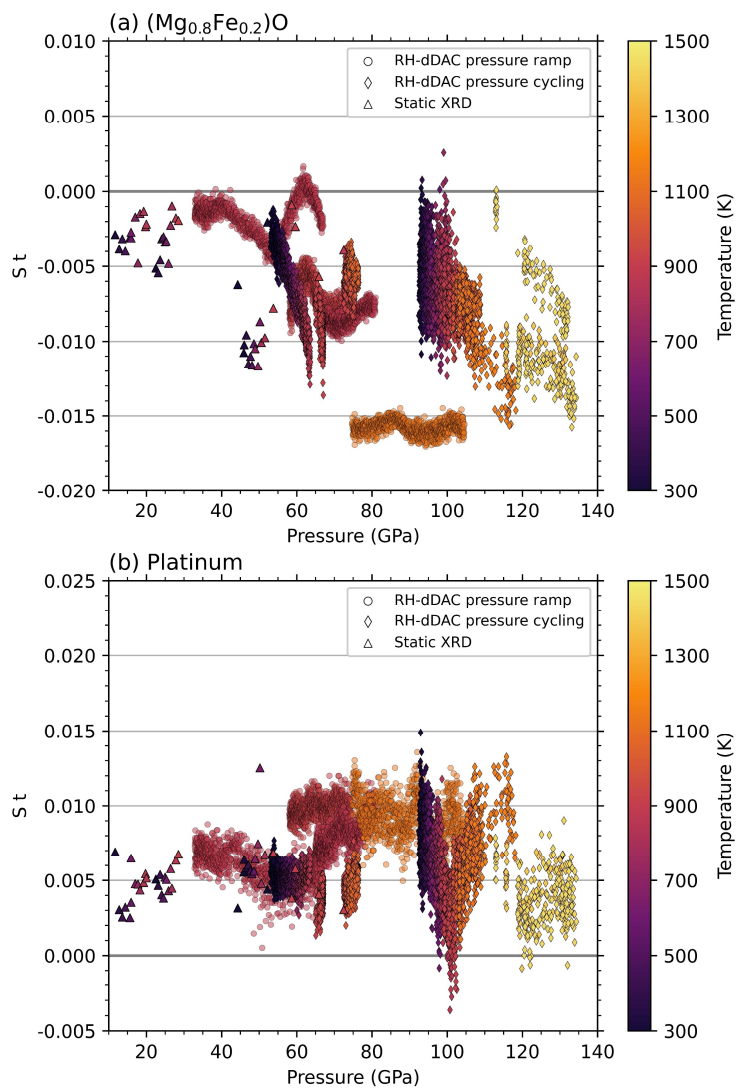 (a) (Mg₀.₈Fe₀.₂)O
0.010
0.005
0.000
-0.005
-0.010
-0.015
-0.020
S t
RH-dDAC pressure ramp
RH-dDAC pressure cycling
Static XRD
20 40 60 80 100 120 140
Pressure (GPa)
1500
1300
1100
900
700
500
300
Temperature (K)
(b) Platinum
0.025
0.020
0.015
0.010
0.005
0.000
-0.005
S t
RH-dDAC pressure ramp
RH-dDAC pressure cycling
Static XRD
20 40 60 80 100 120 140
Pressure (GPa)
1500
1300
1100
900
700
500
300
Temperature (K)